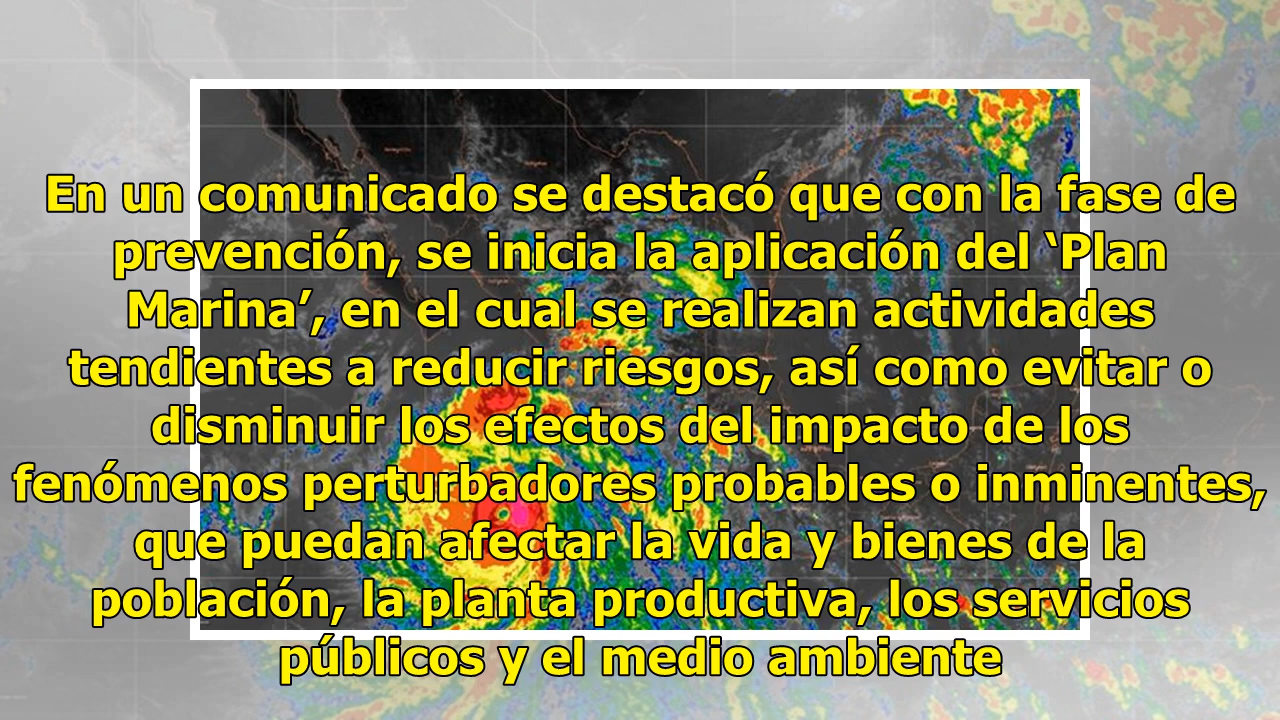 En un comunicado se destacó que con la fase de
prevención, se inicia la aplicación del ‘Plan
Marina’, en el cual se realizan actividades
tendientes a reducir riesgos, así como evitar o
disminuir los efectos del impacto de los
fenómenos perturbadores probables o inminentes,
que puedan afectar la vida y bienes de la
población, la planta productiva, los servicios
públicos y el medio ambiente